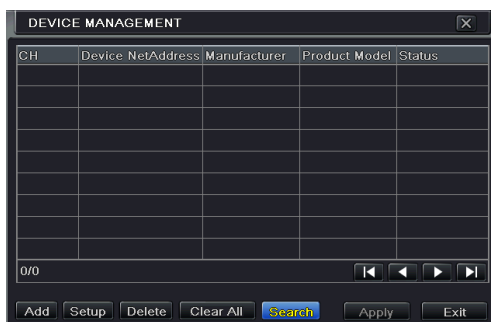 DEVICE MANAGEMENT
CH Device NetAddress Manufacturer Product Model Status
0/0
Add Setup Delete Clear All Search Apply Exit